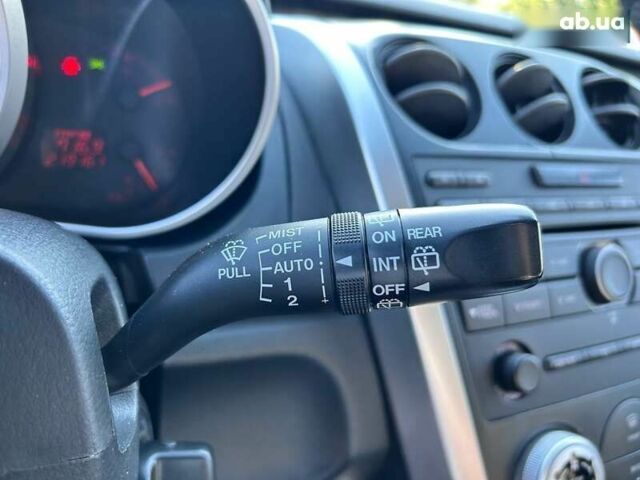 ab.ua
MIST
OFF
AUTO
1
2
PULL
ON
INT
OFF
REAR